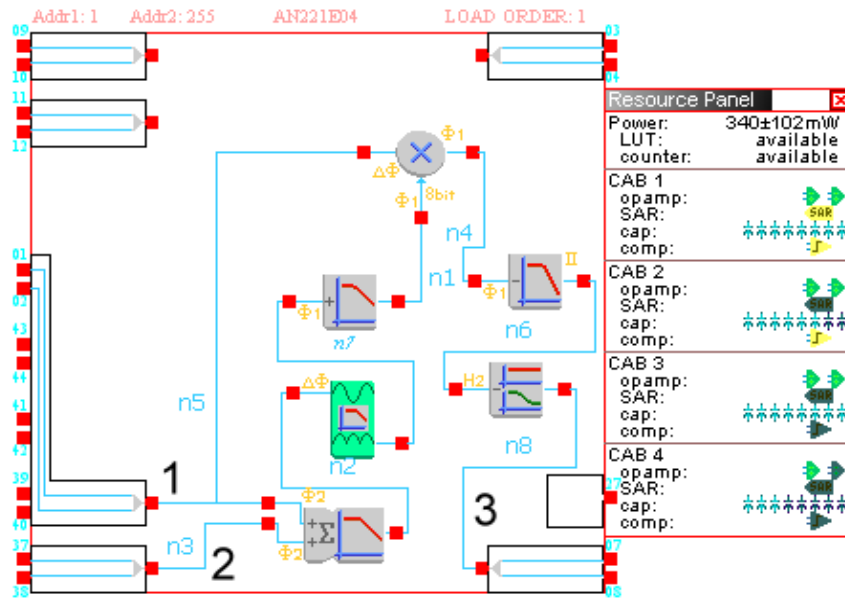 Addr1: 1 Addr2: 255 AN221E04 LOAD ORDER: 1
09
10
11
12
03
04
Resource Panel
Power: 340±102mW
LUT: available
counter: available
CAB 1
opamp:
SAR: SAR
cap:
comp:
CAB 2
opamp:
SAR: SAR
cap:
comp:
CAB 3
opamp:
SAR: SAR
cap:
comp:
CAB 4
opamp:
SAR: SAR
cap:
comp:
Φ1
ΔΦ
Φ1 8bit
n4
n1
01
02
Φ1
n7
Φ1
II
n6
43
44
41
42
n5
ΔΦ
n2
H2
n8
39
40
1
Φ2
Σ
Φ2
3
27
37
38
n3
2
07
08